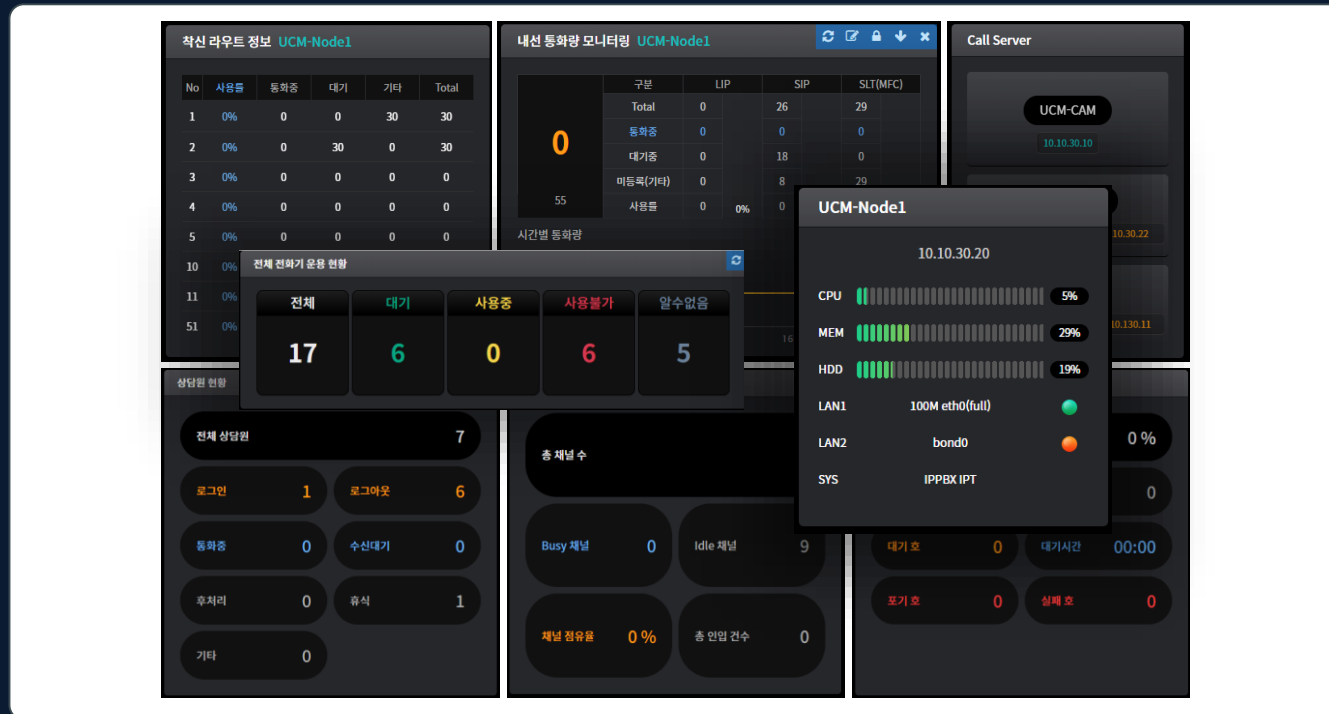 착신 라우트 정보 UCM-Node1
No 사용률 통화중 대기 기타 Total
1 0% 0 0 30 30
2 0% 0 30 0 30
3 0% 0 0 0 0
4 0% 0 0 0 0
5 0% 0 0 0 0
10 0%
11 0%
51 0%
내선 통화량 모니터링 UCM-Node1
0
55
구분 LIP SIP SLT(MFC)
Total 0 26 29
통화중 0 0 0
대기중 0 18 0
미등록(기타) 0 8 29
사용률 0 0% 0
시간별 통화량
16
Call Server
UCM-CAM
10.10.30.10
10.30.22
10.130.11
전체 전화기 운용 현황
전체 대기 사용중 사용불가 알수없음
17 6 0 6 5
UCM-Node1
10.10.30.20
CPU 5%
MEM 29%
HDD 19%
LAN1 100M eth0(full)
LAN2 bond0
SYS IPPBX IPT
상담원 현황
전체 상담원 7
로그인 1 로그아웃 6
통화중 0 수신대기 0
후처리 0 휴식 1
기타 0
총 채널 수
Busy 채널 0 Idle 채널 9
채널 점유율 0 % 총 인입 건수 0
0 %
0
대기 호 0 대기시간 00:00
포기 호 0 실패 호 0